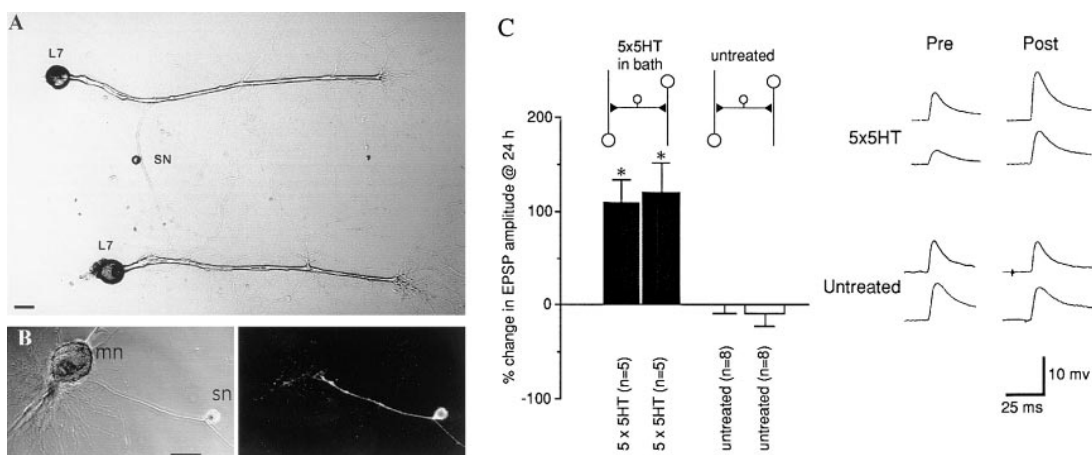 A
L7
SN
L7
B
mn
sn
C
5x5HT
in bath
untreated
% change in EPSP amplitude @ 24 h
200
100
0
-100
*
*
5 x 5HT (n=5)
5 x 5HT (n=5)
untreated (n=8)
untreated (n=8)
Pre
Post
5x5HT
Untreated
10 mv
25 ms